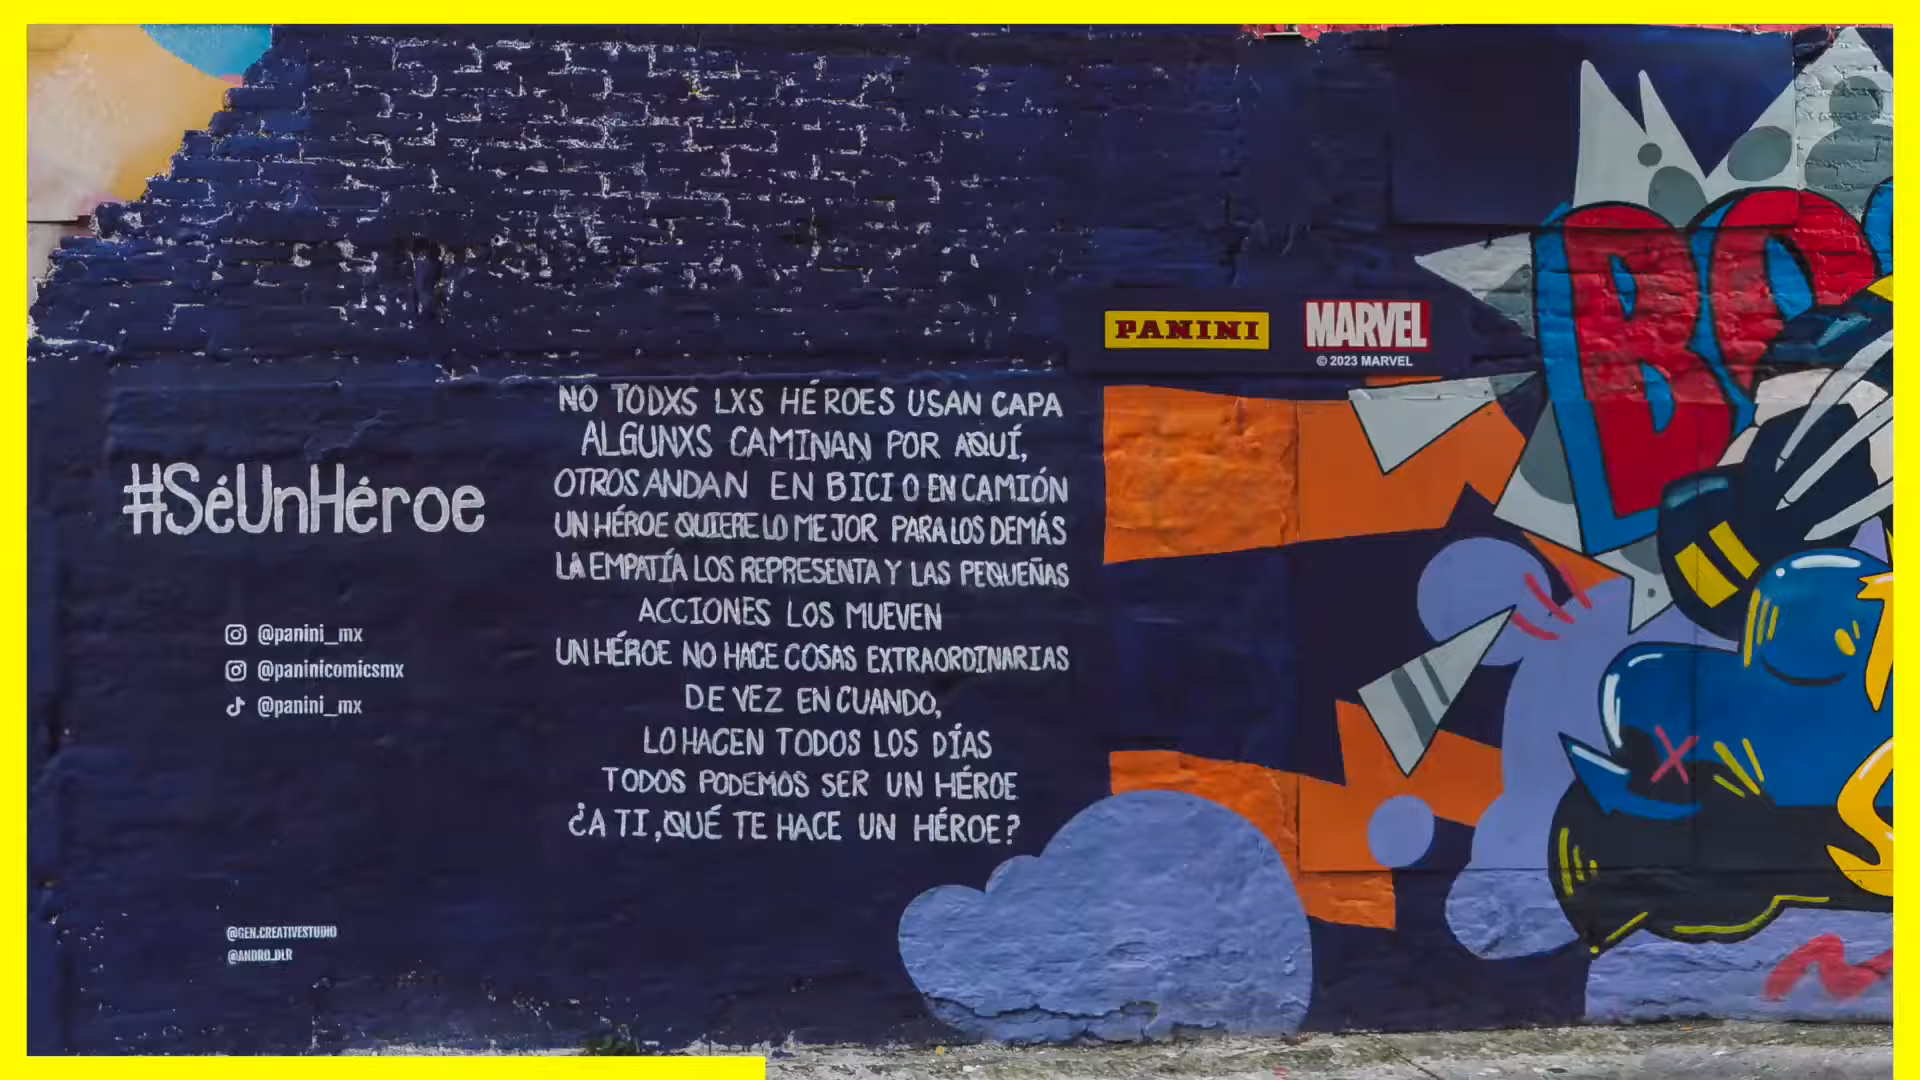 PANINI
MARVEL
© 2023 MARVEL
#SéUnHéroe
@panini_mx
@paninicomicsmx
@panini_mx
NO TODXS LXS HÉROES USAN CAPA
ALGUNXS CAMINAN POR AQUÍ,
OTROS ANDAN EN BICI O EN CAMIÓN
UN HÉROE QUIERE LO MEJOR PARA LOS DEMÁS
LA EMPATÍA LOS REPRESENTA Y LAS PEQUEÑAS
ACCIONES LOS MUEVEN
UN HÉROE NO HACE COSAS EXTRAORDINARIAS
DE VEZ EN CUANDO,
LO HACEN TODOS LOS DÍAS
TODOS PODEMOS SER UN HÉROE
¿A TI, QUÉ TE HACE UN HÉROE?
@GEN.CREATIVESTUDIO
@ANDRO_DLR